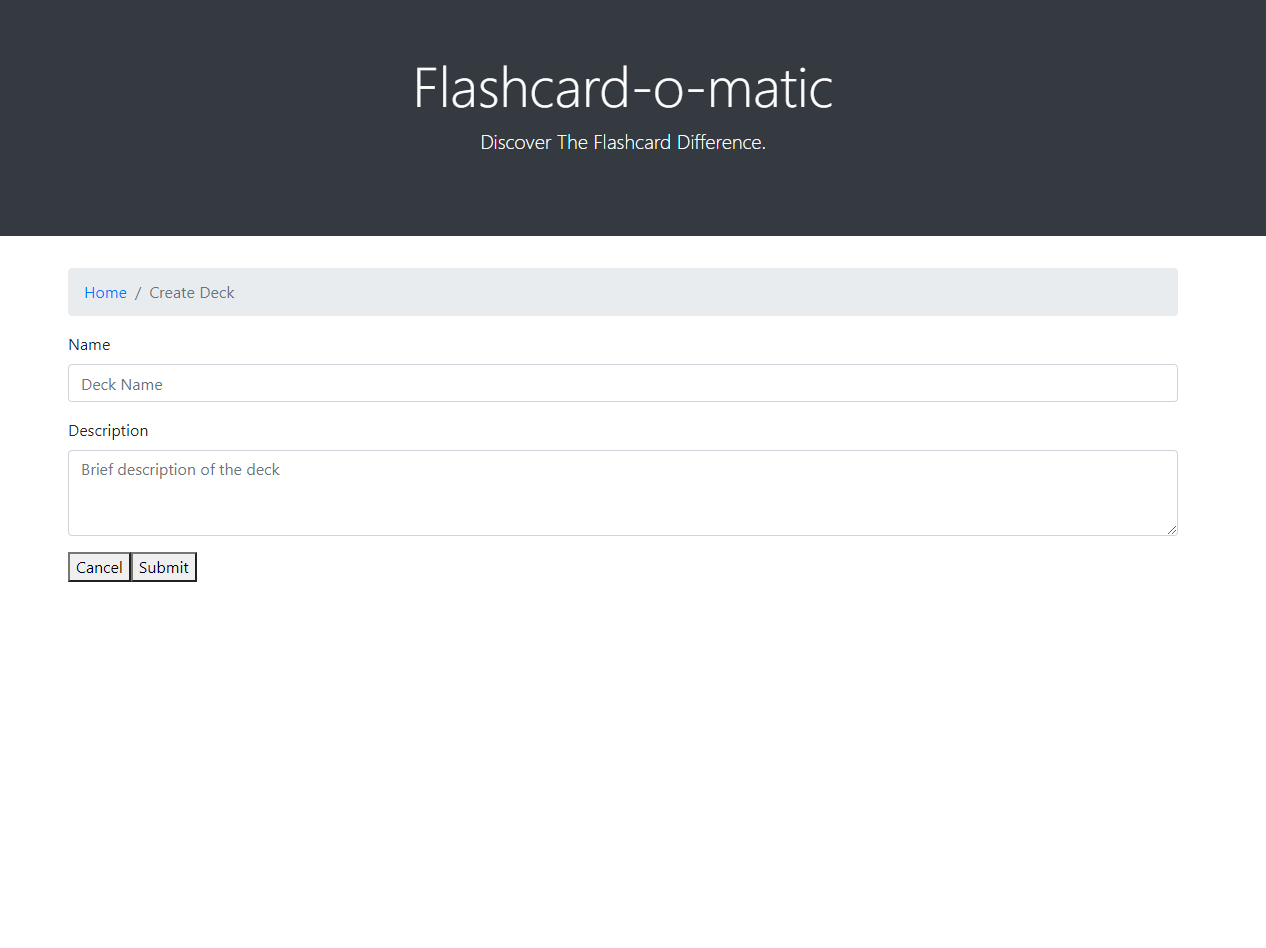 Flashcard-o-matic
Discover The Flashcard Difference.
Home / Create Deck
Name
Deck Name
Description
Brief description of the deck
Cancel Submit